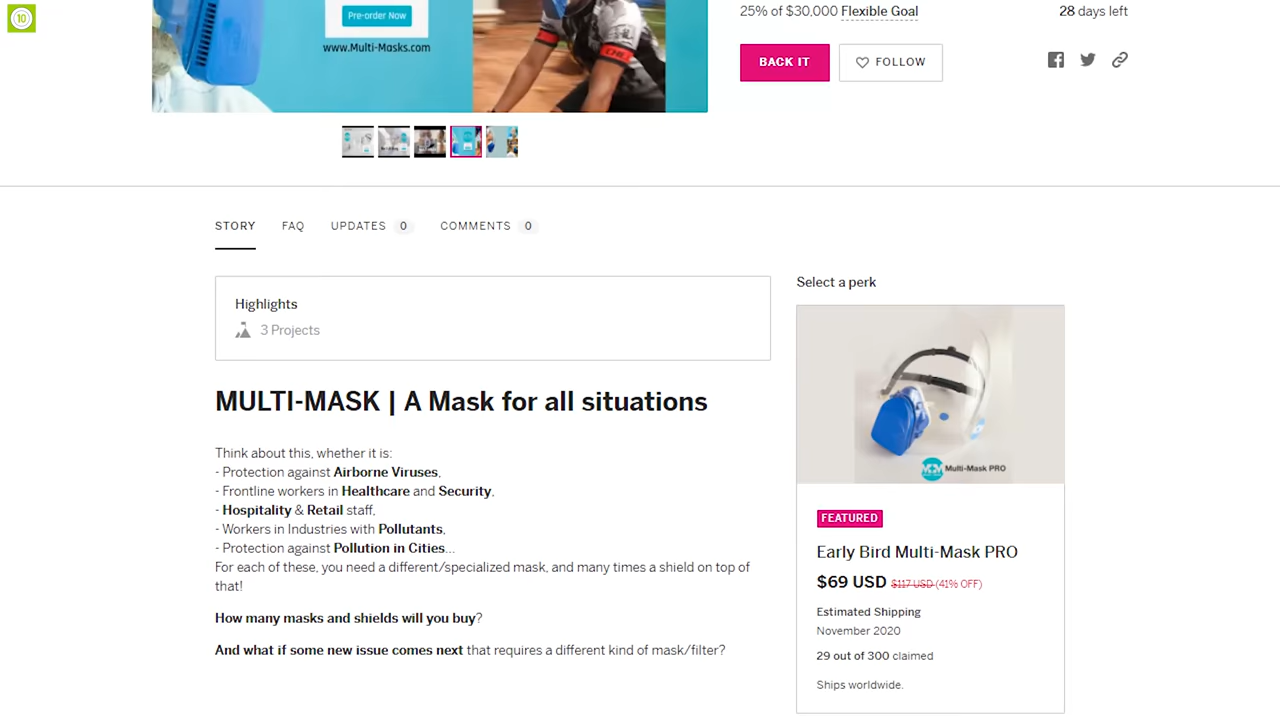 10
Pre-order Now
www.Multi-Masks.com
25% of $30,000 Flexible Goal
28 days left
BACK IT
FOLLOW
STORY
FAQ
UPDATES 0
COMMENTS 0
Highlights
3 Projects
MULTI-MASK | A Mask for all situations
Think about this, whether it is:
- Protection against Airborne Viruses,
- Frontline workers in Healthcare and Security,
- Hospitality & Retail staff,
- Workers in Industries with Pollutants,
- Protection against Pollution in Cities...
For each of these, you need a different/specialized mask, and many times a shield on top of
that!
How many masks and shields will you buy?
And what if some new issue comes next that requires a different kind of mask/filter?
Select a perk
Multi-Mask PRO
FEATURED
Early Bird Multi-Mask PRO
$69 USD $117 USD (41% OFF)
Estimated Shipping
November 2020
29 out of 300 claimed
Ships worldwide.